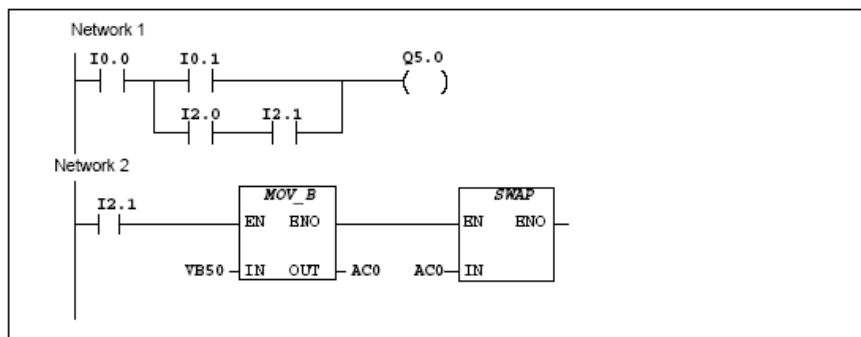 Network 1
I0.0 I0.1 Q5.0
I2.0 I2.1
Network 2
I2.1 MOV_B SWAP
EN ENO EN ENO
VB50 IN OUT AC0 AC0 IN